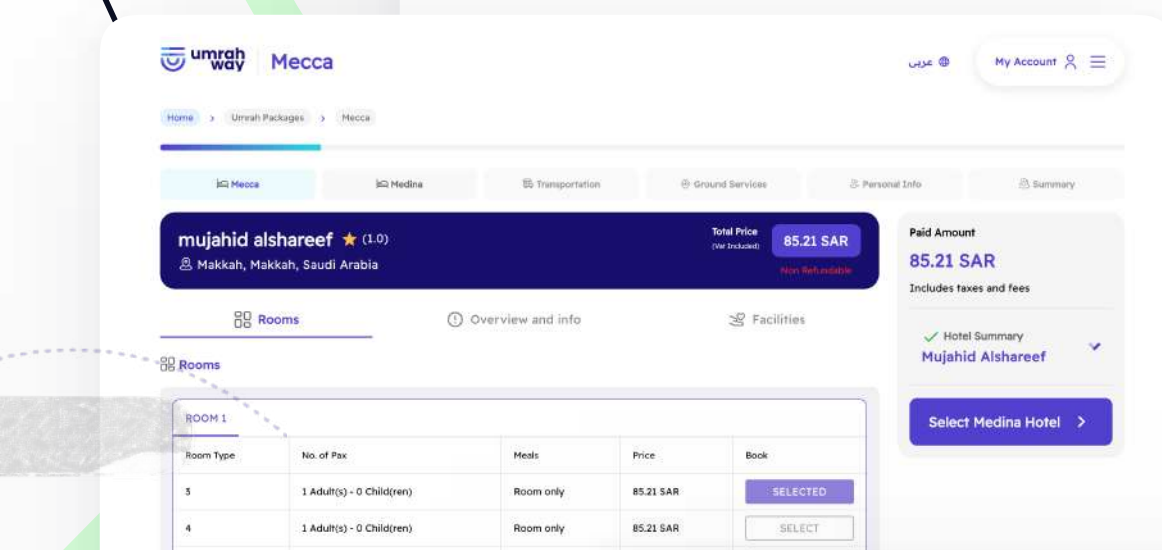 umrah
way
Mecca
عربى
My Account
Home > Umrah Packages > Mecca
Mecca
Medina
Transportation
Ground Services
Personal Info
Summary
mujahid alshareef ★ (1.0)
Makkah, Makkah, Saudi Arabia
Total Price
(Var Included)
85.21 SAR
Non Refundable
Paid Amount
85.21 SAR
Includes taxes and fees
Hotel Summary
Mujahid Alshareef
Select Medina Hotel >
Rooms
Overview and info
Facilities
Rooms
ROOM 1
Room Type No. of Pax Meals Price Book
3 1 Adult(s) - 0 Child(ren) Room only 85.21 SAR SELECTED
4 1 Adult(s) - 0 Child(ren) Room only 85.21 SAR SELECT